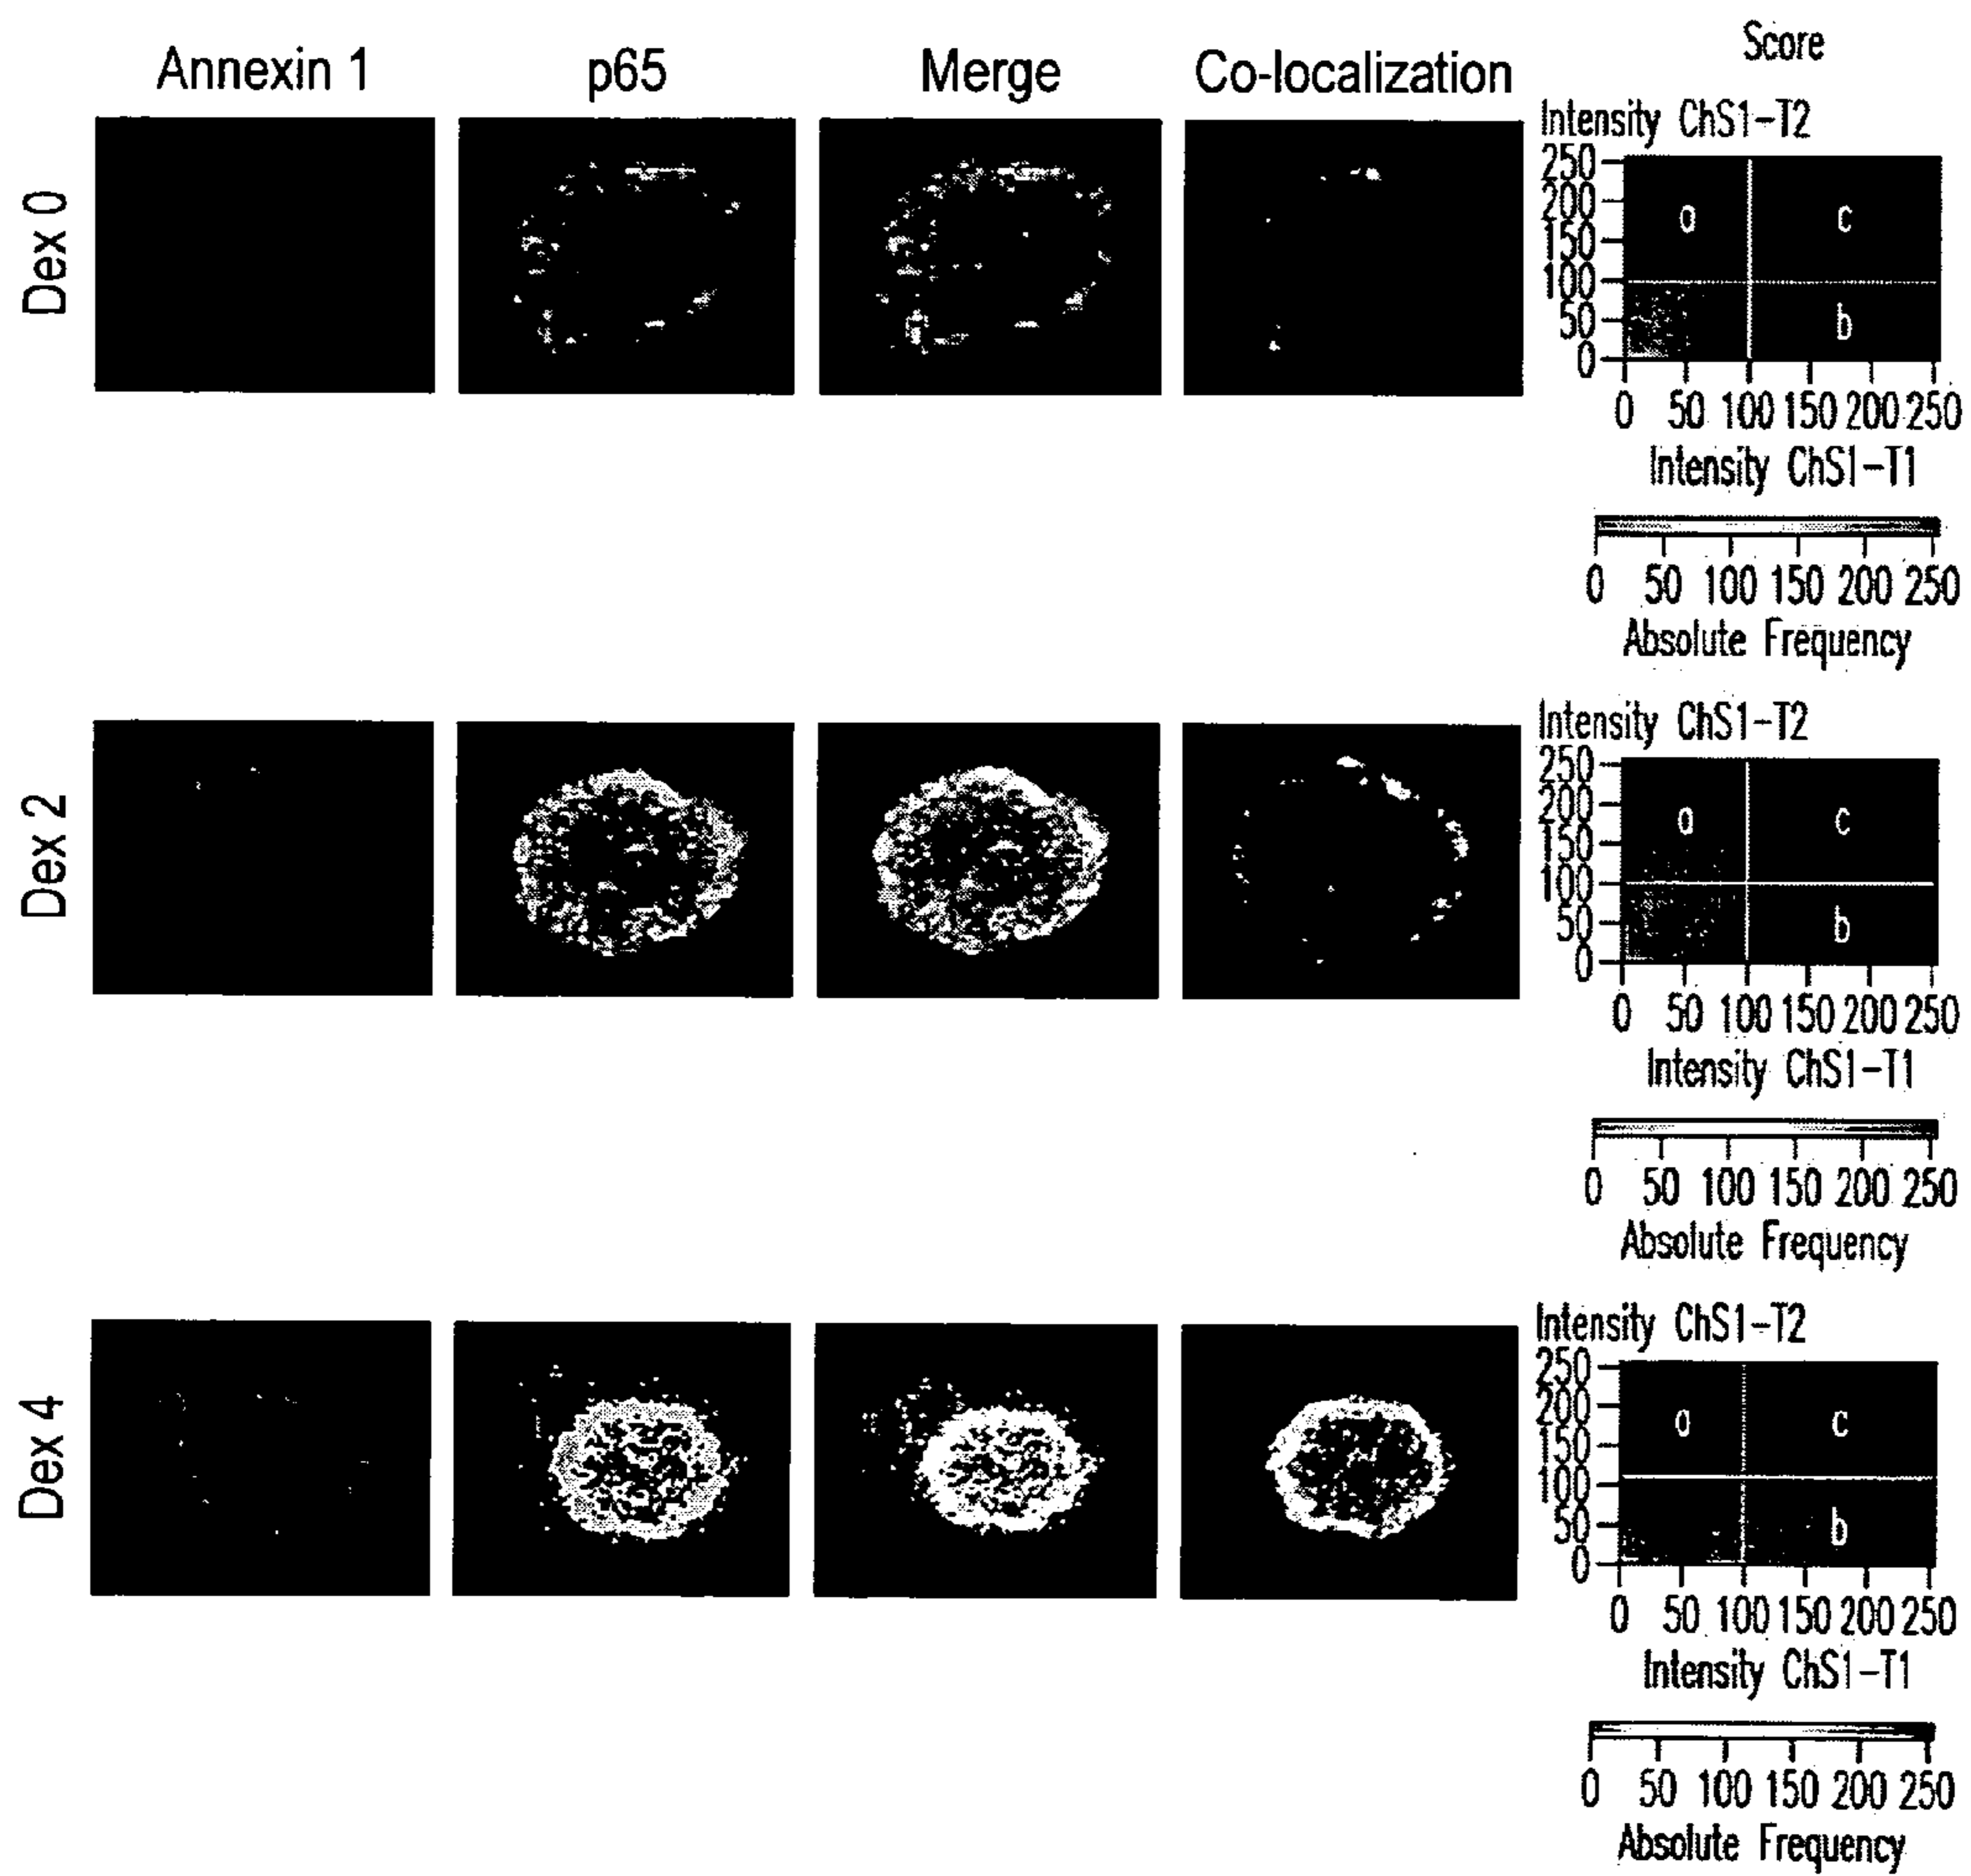 Annexin 1 p65 Merge Co-localization Score
Dex 0
Intensity ChS1-T2
250
200
150
100
50
0
a c
b
0 50 100 150 200 250
Intensity ChS1-T1
0 50 100 150 200 250
Absolute Frequency
Dex 2
Intensity ChS1-T2
250
200
150
100
50
0
a c
b
0 50 100 150 200 250
Intensity ChS1-T1
0 50 100 150 200 250
Absolute Frequency
Dex 4
Intensity ChS1-T2
250
200
150
100
50
0
a c
b
0 50 100 150 200 250
Intensity ChS1-T1
0 50 100 150 200 250
Absolute Frequency